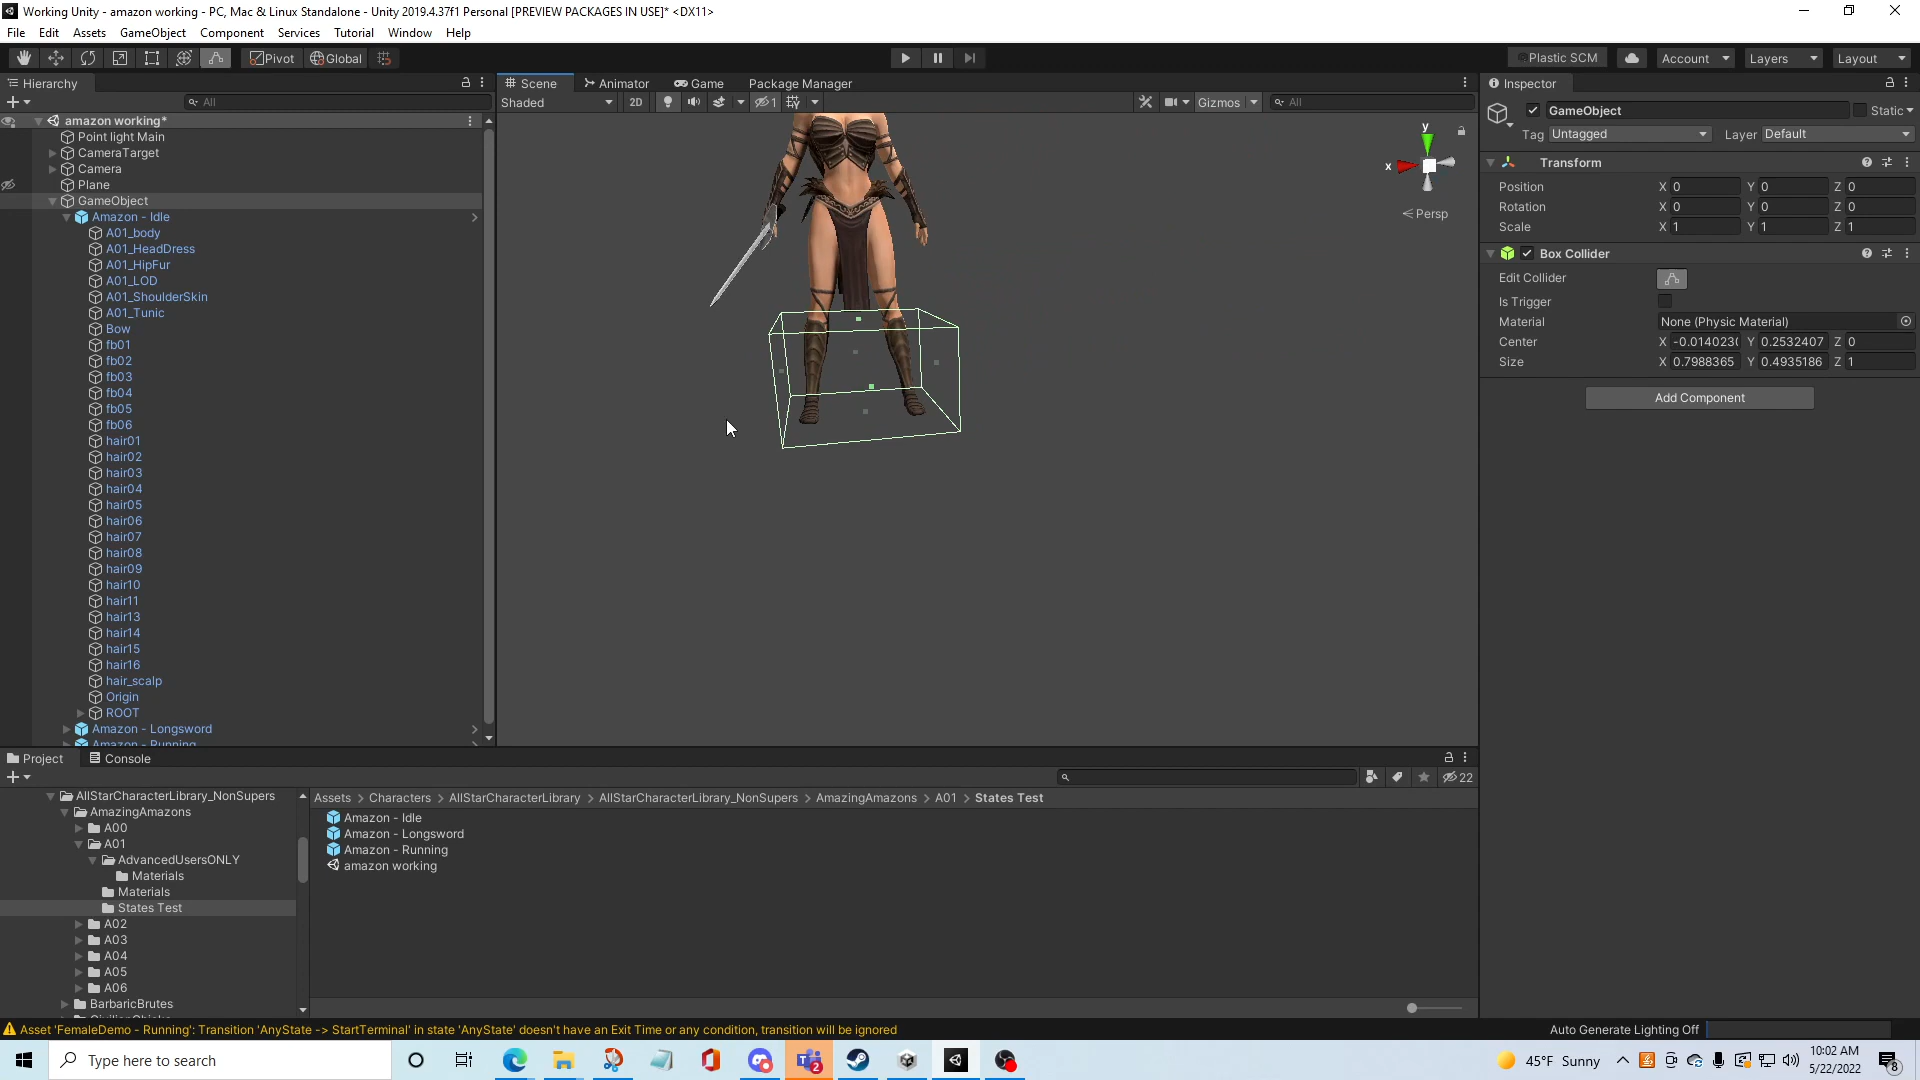 Working Unity - amazon working - PC, Mac & Linux Standalone - Unity 2019.4.37f1 Personal [PREVIEW PACKAGES IN USE]* <DX11>
File Edit Assets GameObject Component Services Tutorial Window Help
Pivot Global Plastic SCM Account Layers Layout
Hierarchy
All
amazon working*
Point light Main
CameraTarget
Camera
Plane
GameObject
Amazon - Idle
A01_body
A01_HeadDress
A01_HipFur
A01_LOD
A01_ShoulderSkin
A01_Tunic
Bow
fb01
fb02
fb03
fb04
fb05
fb06
hair01
hair02
hair03
hair04
hair05
hair06
hair07
hair08
hair09
hair10
hair11
hair13
hair14
hair15
hair16
hair_scalp
Origin
ROOT
Amazon - Longsword
Amazon - Running
Scene Animator Game Package Manager
Shaded 2D 1 Gizmos All
y
x
Persp
Inspector
GameObject Static
Tag Untagged Layer Default
Transform
Position X 0 Y 0 Z 0
Rotation X 0 Y 0 Z 0
Scale X 1 Y 1 Z 1
Box Collider
Edit Collider
Is Trigger
Material None (Physic Material)
Center X -0.014023( Y 0.2532407 Z 0
Size X 0.7988365 Y 0.4935186 Z 1
Add Component
Project Console
22
AllStarCharacterLibrary_NonSupers
AmazingAmazons
A00
A01
AdvancedUsersONLY
Materials
Materials
States Test
A02
A03
A04
A05
A06
BarbaricBrutes
Assets > Characters > AllStarCharacterLibrary > AllStarCharacterLibrary_NonSupers > AmazingAmazons > A01 > States Test
Amazon - Idle
Amazon - Longsword
Amazon - Running
amazon working
Asset 'FemaleDemo - Running': Transition 'AnyState -> StartTerminal' in state 'AnyState' doesn't have an Exit Time or any condition, transition will be ignored
Auto Generate Lighting Off
Type here to search
2
45°F Sunny
10:02 AM
5/22/2022
8